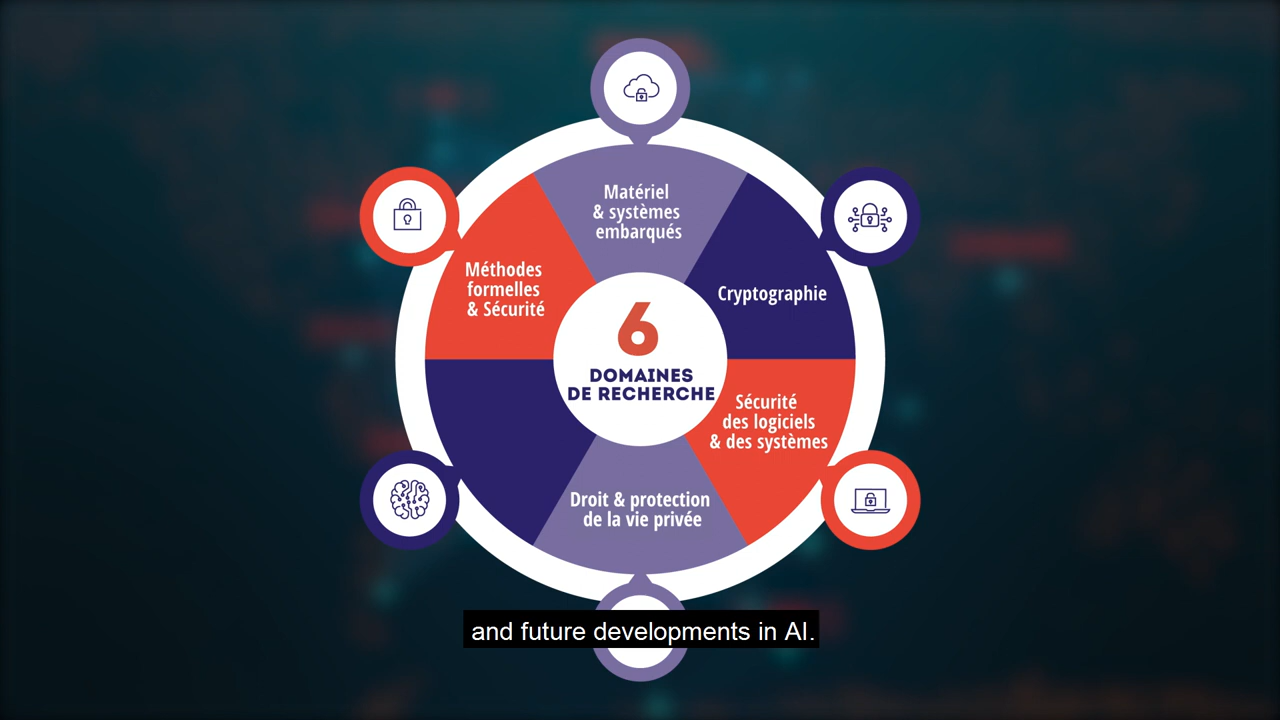 Matériel
& systèmes
embarqués
Cryptographie
Méthodes
formelles
& Sécurité
6
DOMAINES
DE RECHERCHE
Sécurité
des logiciels
& des systèmes
Droit & protection
de la vie privée
and future developments in AI.